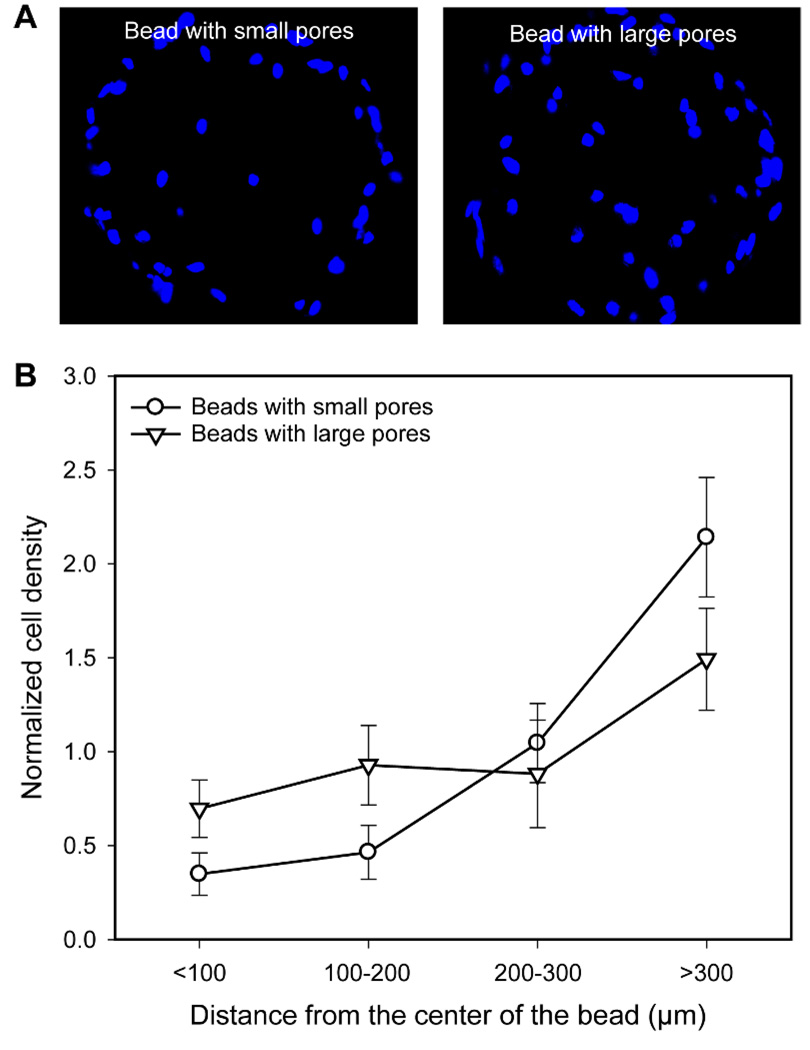 A
Bead with small pores
Bead with large pores
B
3.0
2.5
2.0
1.5
1.0
0.5
0.0
Normalized cell density
Beads with small pores
Beads with large pores
<100
100-200
200-300
>300
Distance from the center of the bead (µm)